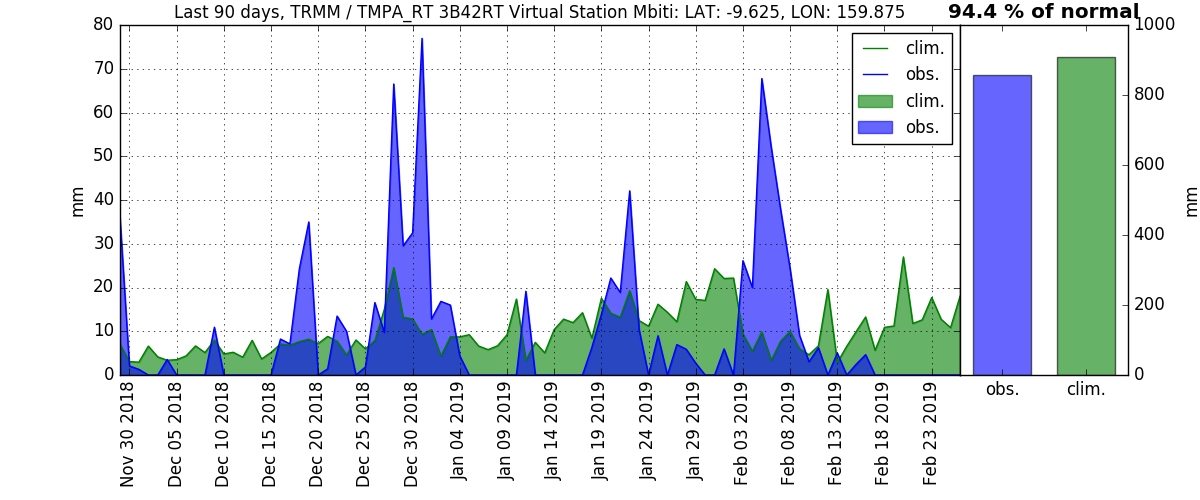 Last 90 days, TRMM / TMPA_RT 3B42RT Virtual Station Mbiti: LAT: -9.625, LON: 159.875
94.4 % of normal
80
70
60
50
40
30
20
10
0
mm
clim.
obs.
clim.
obs.
Nov 30 2018
Dec 05 2018
Dec 10 2018
Dec 15 2018
Dec 20 2018
Dec 25 2018
Dec 30 2018
Jan 04 2019
Jan 09 2019
Jan 14 2019
Jan 19 2019
Jan 24 2019
Jan 29 2019
Feb 03 2019
Feb 08 2019
Feb 13 2019
Feb 18 2019
Feb 23 2019
1000
800
600
400
200
0
mm
obs.
clim.